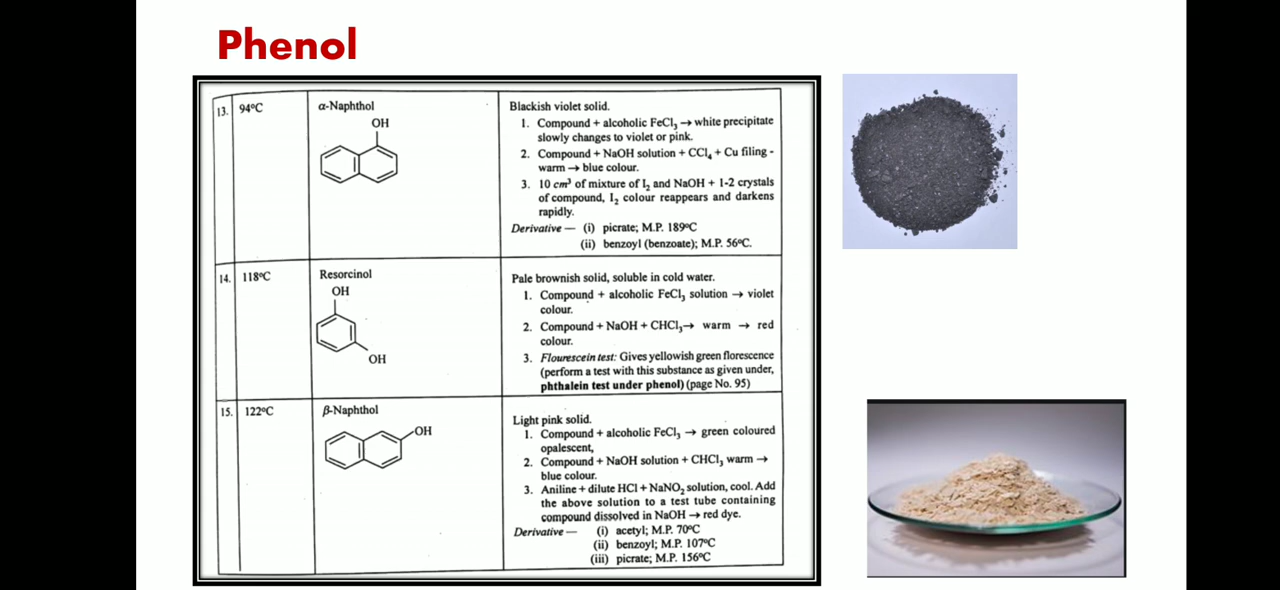 Phenol
13. 94°C α-Naphthol
OH
Blackish violet solid.
1. Compound + alcoholic FeCl₃ → white precipitate
slowly changes to violet or pink.
2. Compound + NaOH solution + CCl₄ + Cu filing -
warm → blue colour.
3. 10 cm³ of mixture of I₂ and NaOH + 1-2 crystals
of compound, I₂ colour reappears and darkens
rapidly.
Derivative — (i) picrate; M.P. 189°C
(ii) benzoyl (benzoate); M.P. 56°C.
14. 118°C Resorcinol
OH
OH
Pale brownish solid, soluble in cold water.
1. Compound + alcoholic FeCl₃ solution → violet
colour.
2. Compound + NaOH + CHCl₃→ warm → red
colour.
3. Flourescein test: Gives yellowish green florescence
(perform a test with this substance as given under,
phthalein test under phenol) (page No. 95)
15. 122°C β-Naphthol
OH
Light pink solid.
1. Compound + alcoholic FeCl₃ → green coloured
opalescent,
2. Compound + NaOH solution + CHCl₃ warm →
blue colour.
3. Aniline + dilute HCl + NaNO₂ solution, cool. Add
the above solution to a test tube containing
compound dissolved in NaOH → red dye.
Derivative — (i) acetyl; M.P. 70°C
(ii) benzoyl; M.P. 107°C
(iii) picrate; M.P. 156°C